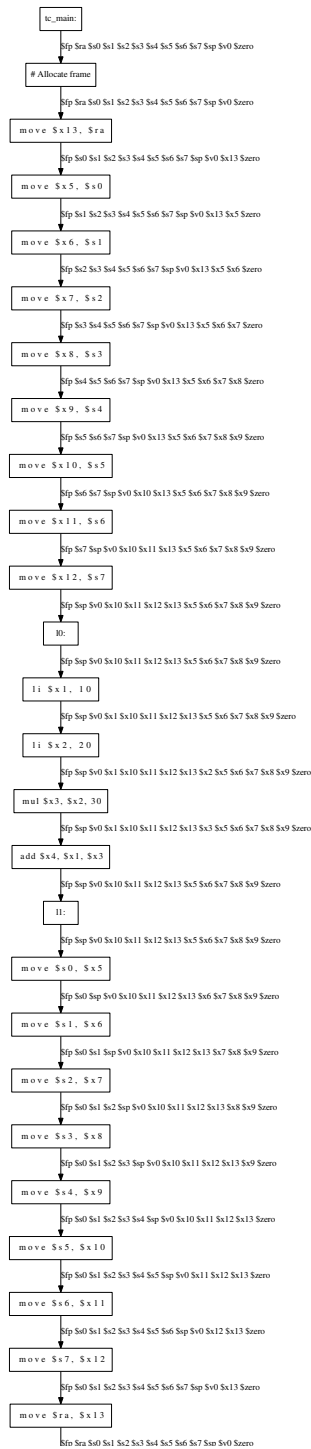 tc_main:
$fp $ra $s0 $s1 $s2 $s3 $s4 $s5 $s6 $s7 $sp $v0 $zero
# Allocate frame
$fp $ra $s0 $s1 $s2 $s3 $s4 $s5 $s6 $s7 $sp $v0 $zero
move $x13, $ra
$fp $s0 $s1 $s2 $s3 $s4 $s5 $s6 $s7 $sp $v0 $x13 $zero
move $x5, $s0
$fp $s1 $s2 $s3 $s4 $s5 $s6 $s7 $sp $v0 $x13 $x5 $zero
move $x6, $s1
$fp $s2 $s3 $s4 $s5 $s6 $s7 $sp $v0 $x13 $x5 $x6 $zero
move $x7, $s2
$fp $s3 $s4 $s5 $s6 $s7 $sp $v0 $x13 $x5 $x6 $x7 $zero
move $x8, $s3
$fp $s4 $s5 $s6 $s7 $sp $v0 $x13 $x5 $x6 $x7 $x8 $zero
move $x9, $s4
$fp $s5 $s6 $s7 $sp $v0 $x13 $x5 $x6 $x7 $x8 $x9 $zero
move $x10, $s5
$fp $s6 $s7 $sp $v0 $x10 $x13 $x5 $x6 $x7 $x8 $x9 $zero
move $x11, $s6
$fp $s7 $sp $v0 $x10 $x11 $x13 $x5 $x6 $x7 $x8 $x9 $zero
move $x12, $s7
$fp $sp $v0 $x10 $x11 $x12 $x13 $x5 $x6 $x7 $x8 $x9 $zero
l0:
$fp $sp $v0 $x10 $x11 $x12 $x13 $x5 $x6 $x7 $x8 $x9 $zero
li $x1, 10
$fp $sp $v0 $x1 $x10 $x11 $x12 $x13 $x5 $x6 $x7 $x8 $x9 $zero
li $x2, 20
$fp $sp $v0 $x1 $x10 $x11 $x12 $x13 $x2 $x5 $x6 $x7 $x8 $x9 $zero
mul $x3, $x2, 30
$fp $sp $v0 $x1 $x10 $x11 $x12 $x13 $x3 $x5 $x6 $x7 $x8 $x9 $zero
add $x4, $x1, $x3
$fp $sp $v0 $x10 $x11 $x12 $x13 $x5 $x6 $x7 $x8 $x9 $zero
l1:
$fp $sp $v0 $x10 $x11 $x12 $x13 $x5 $x6 $x7 $x8 $x9 $zero
move $s0, $x5
$fp $s0 $sp $v0 $x10 $x11 $x12 $x13 $x6 $x7 $x8 $x9 $zero
move $s1, $x6
$fp $s0 $s1 $sp $v0 $x10 $x11 $x12 $x13 $x7 $x8 $x9 $zero
move $s2, $x7
$fp $s0 $s1 $s2 $sp $v0 $x10 $x11 $x12 $x13 $x8 $x9 $zero
move $s3, $x8
$fp $s0 $s1 $s2 $s3 $sp $v0 $x10 $x11 $x12 $x13 $x9 $zero
move $s4, $x9
$fp $s0 $s1 $s2 $s3 $s4 $sp $v0 $x10 $x11 $x12 $x13 $zero
move $s5, $x10
$fp $s0 $s1 $s2 $s3 $s4 $s5 $sp $v0 $x11 $x12 $x13 $zero
move $s6, $x11
$fp $s0 $s1 $s2 $s3 $s4 $s5 $s6 $sp $v0 $x12 $x13 $zero
move $s7, $x12
$fp $s0 $s1 $s2 $s3 $s4 $s5 $s6 $s7 $sp $v0 $x13 $zero
move $ra, $x13
$fp $ra $s0 $s1 $s2 $s3 $s4 $s5 $s6 $s7 $sp $v0 $zero